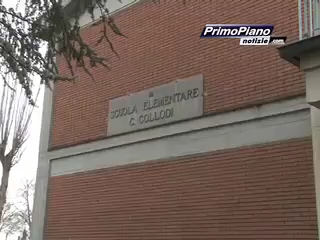 PRIMOPIANO
notizie.com
SCUOLA ELEMENTARE
C. COLLODI